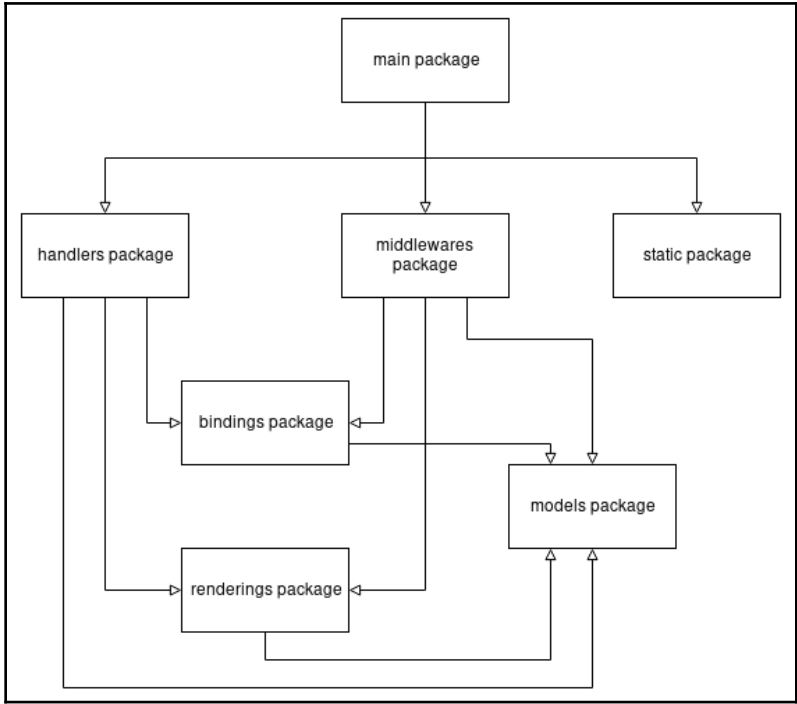 main package
handlers package
middlewares
package
static package
bindings package
models package
renderings package